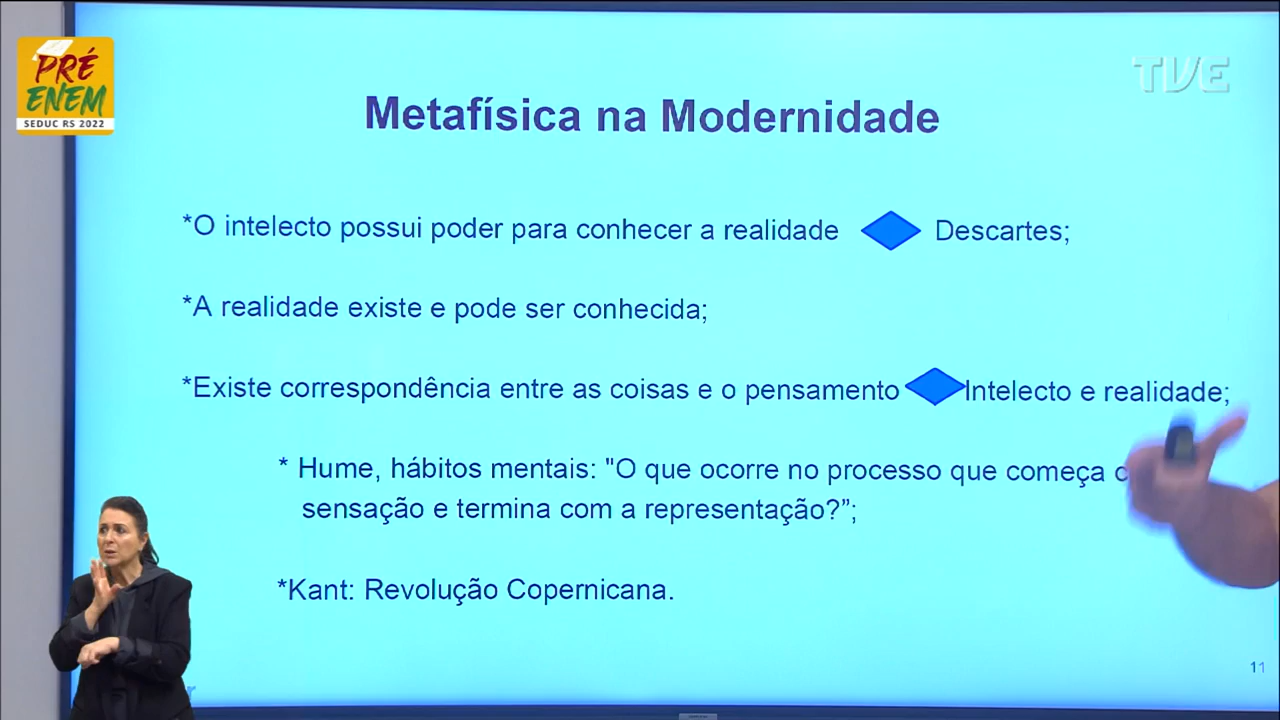 PRÉ
ENEM
SEDUC RS 2022
TVE
Metafísica na Modernidade
*O intelecto possui poder para conhecer a realidade Descartes;
*A realidade existe e pode ser conhecida;
*Existe correspondência entre as coisas e o pensamento Intelecto e realidade;
* Hume, hábitos mentais: "O que ocorre no processo que começa
sensação e termina com a representação?”;
*Kant: Revolução Copernicana.
11